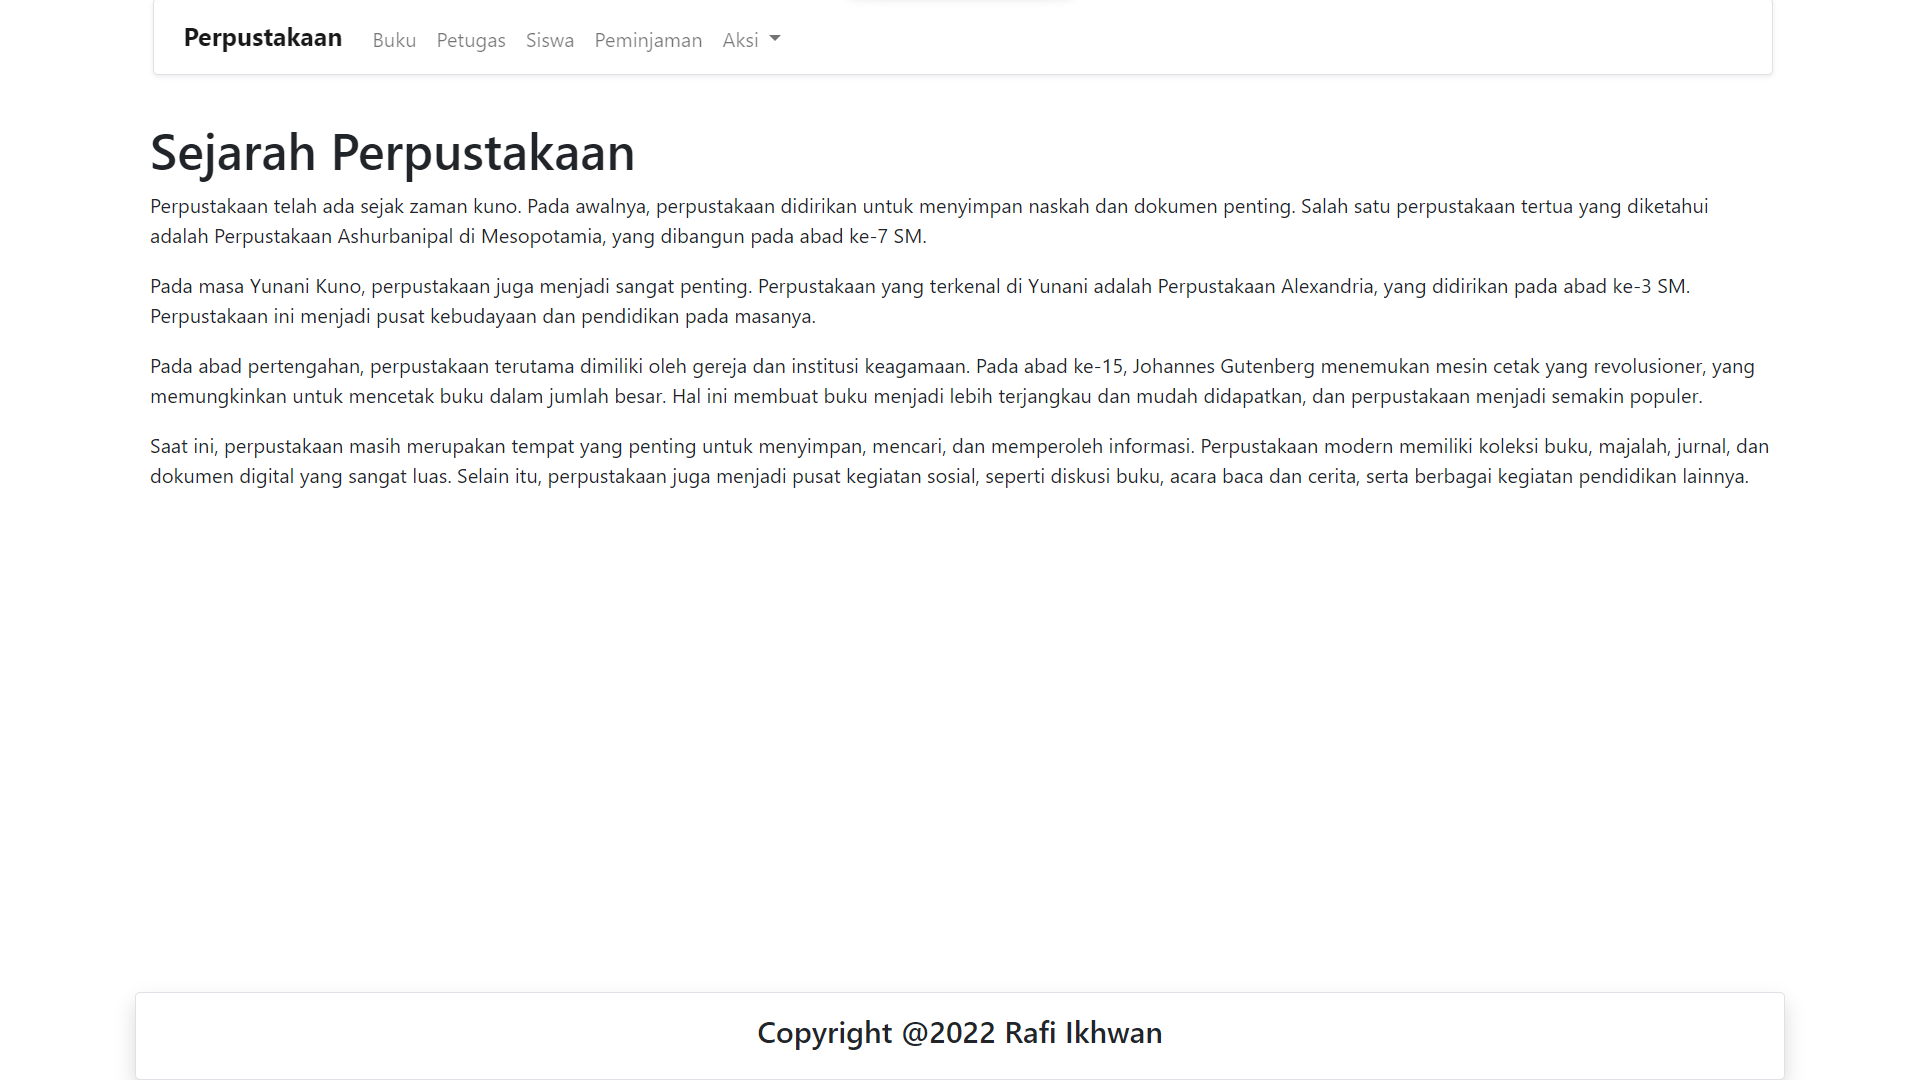 Perpustakaan Buku Petugas Siswa Peminjaman Aksi
Sejarah Perpustakaan
Perpustakaan telah ada sejak zaman kuno. Pada awalnya, perpustakaan didirikan untuk menyimpan naskah dan dokumen penting. Salah satu perpustakaan tertua yang diketahui
adalah Perpustakaan Ashurbanipal di Mesopotamia, yang dibangun pada abad ke-7 SM.
Pada masa Yunani Kuno, perpustakaan juga menjadi sangat penting. Perpustakaan yang terkenal di Yunani adalah Perpustakaan Alexandria, yang didirikan pada abad ke-3 SM.
Perpustakaan ini menjadi pusat kebudayaan dan pendidikan pada masanya.
Pada abad pertengahan, perpustakaan terutama dimiliki oleh gereja dan institusi keagamaan. Pada abad ke-15, Johannes Gutenberg menemukan mesin cetak yang revolusioner, yang
memungkinkan untuk mencetak buku dalam jumlah besar. Hal ini membuat buku menjadi lebih terjangkau dan mudah didapatkan, dan perpustakaan menjadi semakin populer.
Saat ini, perpustakaan masih merupakan tempat yang penting untuk menyimpan, mencari, dan memperoleh informasi. Perpustakaan modern memiliki koleksi buku, majalah, jurnal, dan
dokumen digital yang sangat luas. Selain itu, perpustakaan juga menjadi pusat kegiatan sosial, seperti diskusi buku, acara baca dan cerita, serta berbagai kegiatan pendidikan lainnya.
Copyright @2022 Rafi Ikhwan